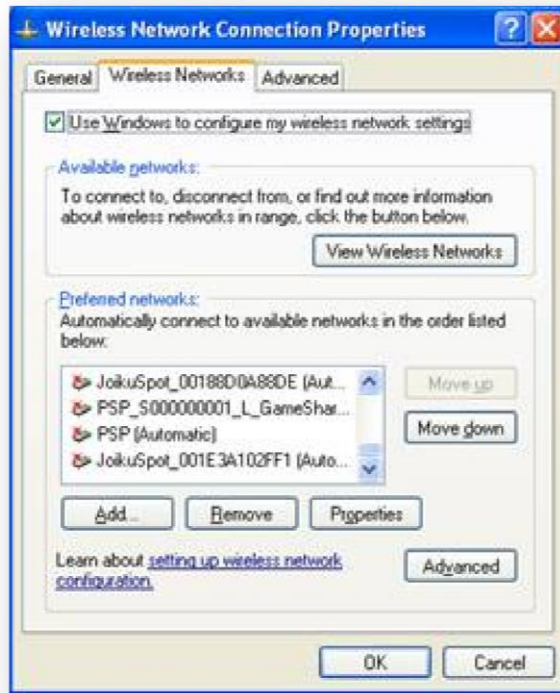 Wireless Network Connection Properties
General Wireless Networks Advanced
Use Windows to configure my wireless network settings
Available networks:
To connect to, disconnect from, or find out more information
about wireless networks in range, click the button below.
View Wireless Networks
Preferred networks:
Automatically connect to available networks in the order listed
below:
JoikuSpot_00188D0A88DE (Aut...
PSP_S000000001_L_GameShar...
PSP (Automatic)
JoikuSpot_001E3A102FF1 (Auto...
Move up
Move down
Add... Remove Properties
Learn about setting up wireless network
configuration.
Advanced
OK Cancel